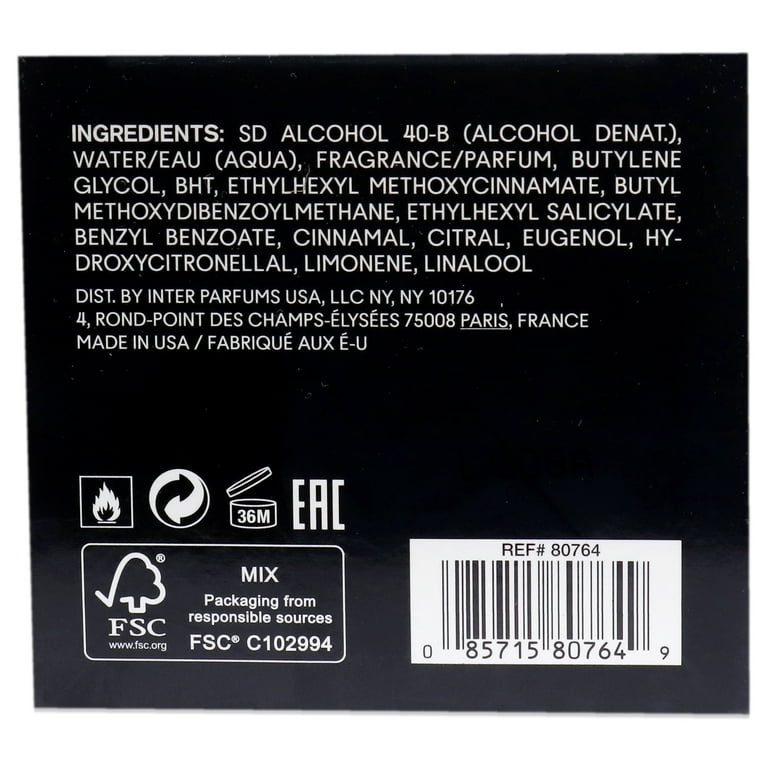 INGREDIENTS: SD ALCOHOL 40-B (ALCOHOL DENAT.),
WATER/EAU (AQUA), FRAGRANCE/PARFUM, BUTYLENE
GLYCOL, BHT, ETHYLHEXYL METHOXYCINNAMATE, BUTYL
METHOXYDIBENZOYLMETHANE, ETHYLHEXYL SALICYLATE,
BENZYL BENZOATE, CINNAMAL, CITRAL, EUGENOL, HY-
DROXYCITRONELLAL, LIMONENE, LINALOOL
DIST. BY INTER PARFUMS USA, LLC NY, NY 10176
4, ROND-POINT DES CHAMPS-ÉLYSÉES 75008 PARIS, FRANCE
MADE IN USA / FABRIQUÉ AUX É-U
36M
EAC
FSC®
www.fsc.org
MIX
Packaging from
responsible sources
FSC® C102994
REF# 80764
0 85715 80764 9